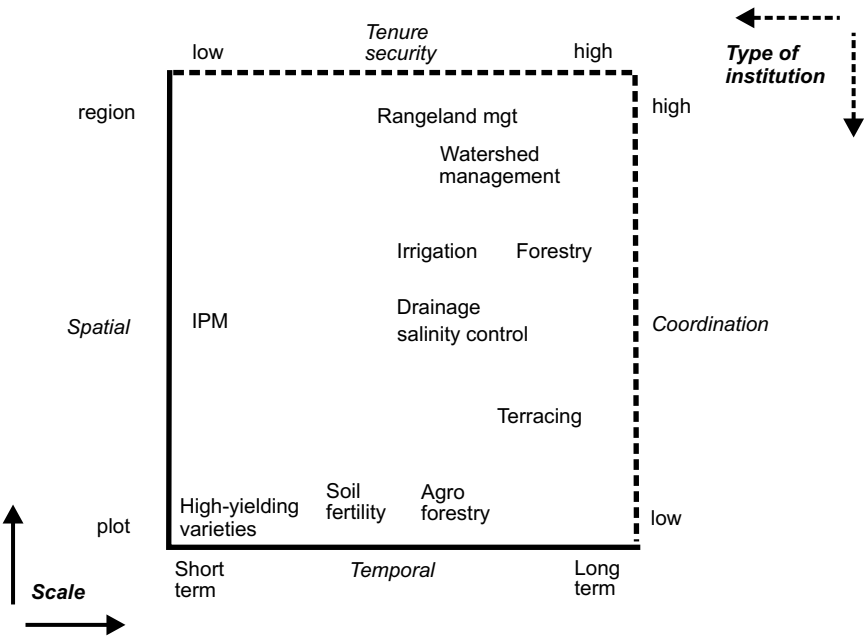 Tenure
security
low
high
Type of
institution
region
high
Rangeland mgt
Watershed
management
Irrigation
Forestry
Spatial
IPM
Drainage
salinity control
Coordination
Terracing
High-yielding
varieties
Soil
fertility
Agro
forestry
plot
low
Short
term
Temporal
Long
term
Scale